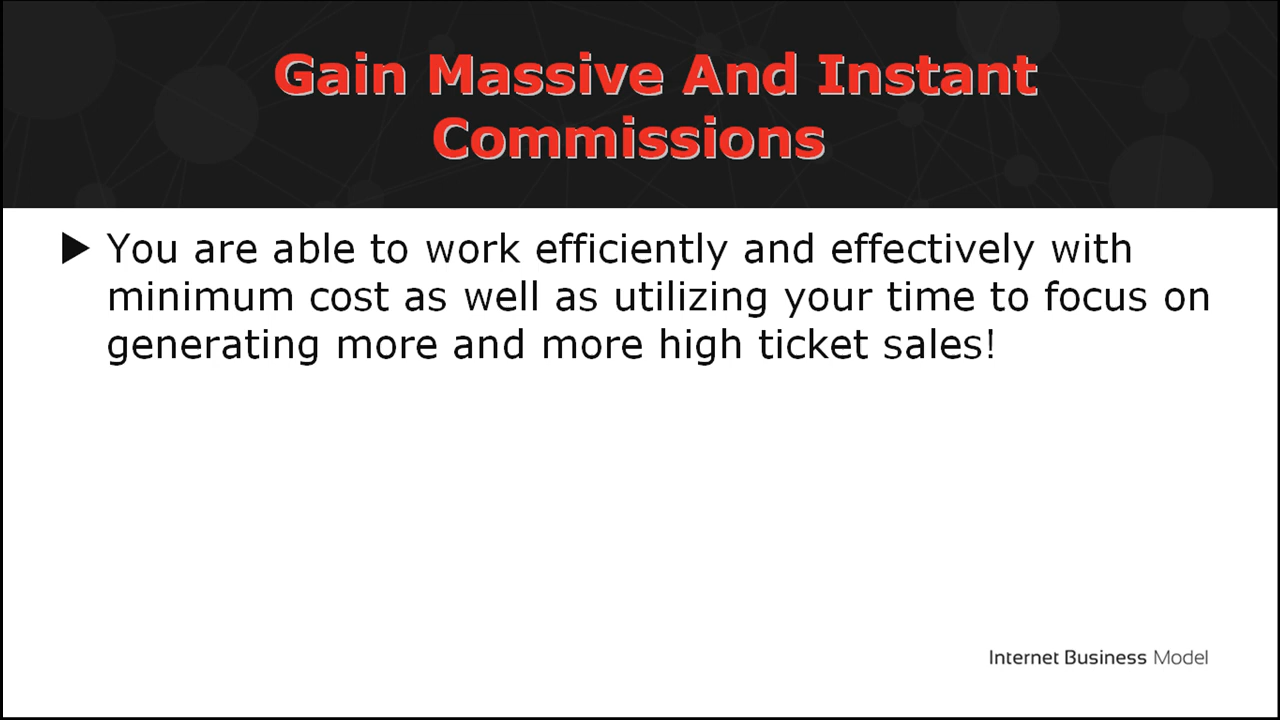 Gain Massive And Instant
Commissions
You are able to work efficiently and effectively with
minimum cost as well as utilizing your time to focus on
generating more and more high ticket sales!
Internet Business Model